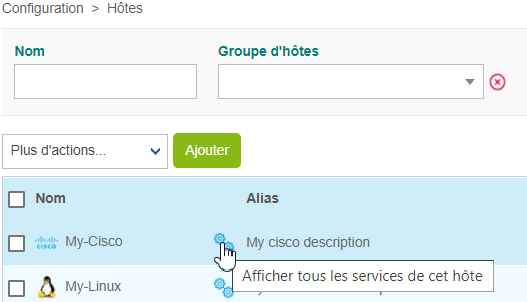 Configuration > Hôtes
Nom
Groupe d'hôtes
Plus d'actions...
Ajouter
Nom
Alias
cisco
My-Cisco
My cisco description
Afficher tous les services de cet hôte
My-Linux